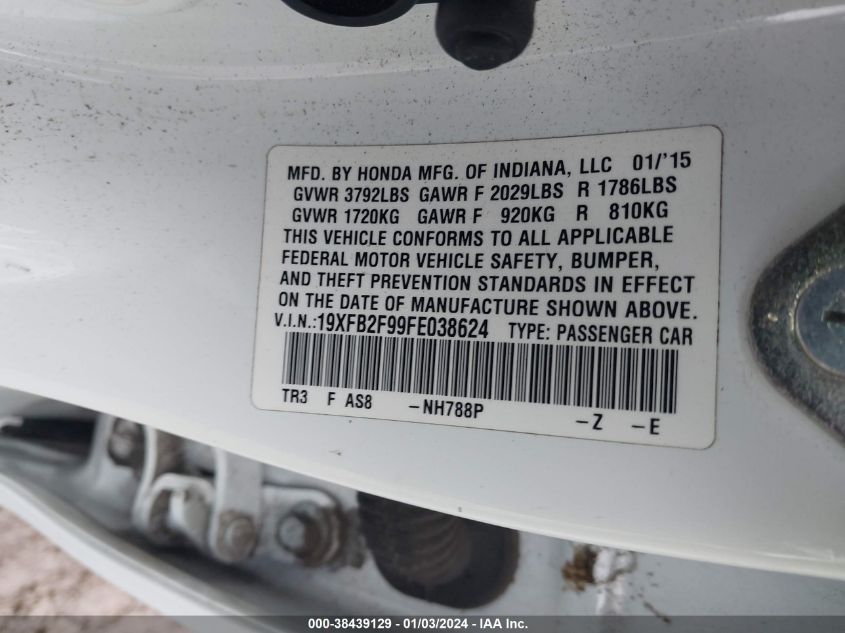 MFD. BY HONDA MFG. OF INDIANA, LLC 01/'15
GVWR 3792LBS GAWR F 2029LBS R 1786LBS
GVWR 1720KG GAWR F 920KG R 810KG
THIS VEHICLE CONFORMS TO ALL APPLICABLE
FEDERAL MOTOR VEHICLE SAFETY, BUMPER,
AND THEFT PREVENTION STANDARDS IN EFFECT
ON THE DATE OF MANUFACTURE SHOWN ABOVE.
V.I.N.:19XFB2F99FE038624 TYPE: PASSENGER CAR
TR3 F AS8 -NH788P -Z -E
000-38439129 - 01/03/2024 - IAA Inc.